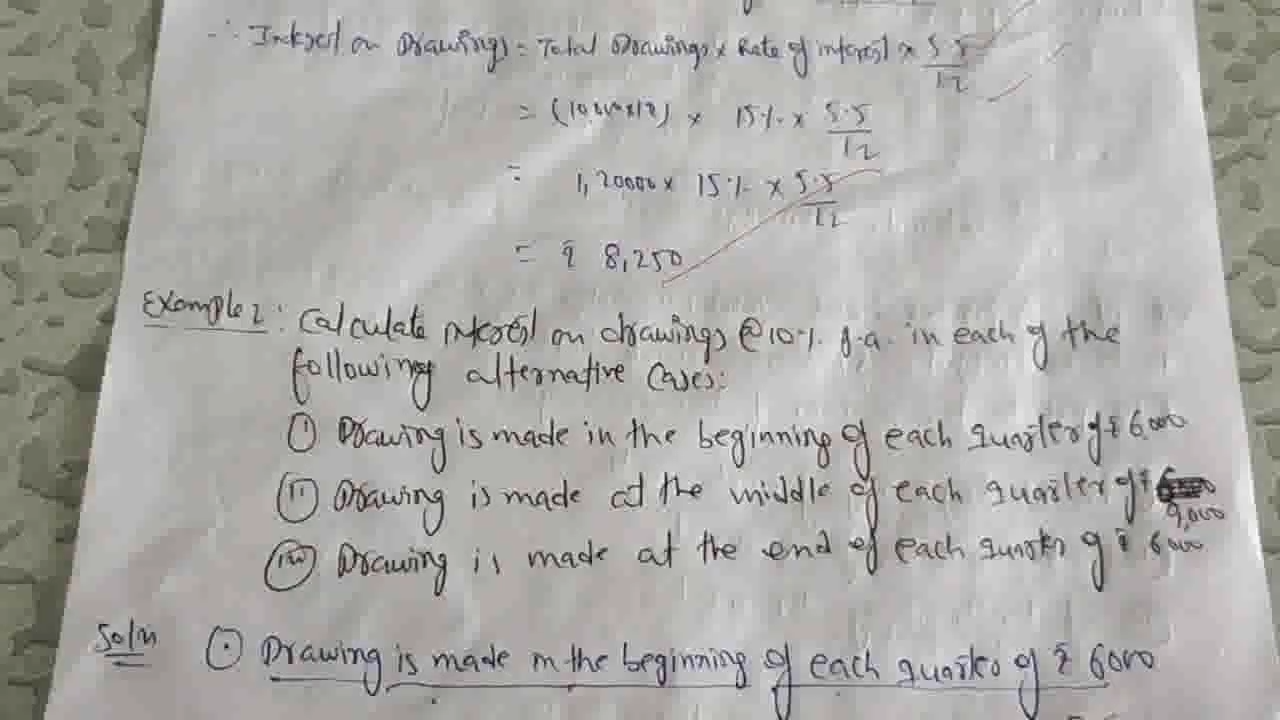 ∴ Interest on Drawings = Total Drawings x Rate of interest x 5.5/12
= (10,000x12) x 15% x 5.5/12
= 1,20000 x 15% x 5.5/12
= ₹ 8,250
Example 2: Calculate interest on drawings @10% p.a. in each of the
following alternative cases:
(i) Drawing is made in the beginning of each quarter of ₹ 6,000
(ii) Drawing is made at the middle of each quarter of ₹
9,000
(iii) Drawing is made at the end of each quarter of ₹ 6000
Soln (i) Drawing is made in the beginning of each quarter of ₹ 6000